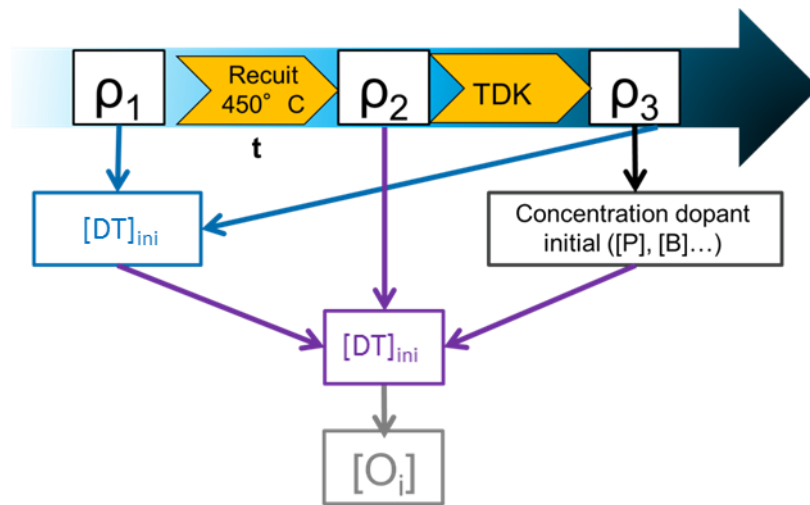 ρ₁
Recuit
450° C
ρ₂
TDK
ρ₃
t
[DT]ini
Concentration dopant
initial ([P], [B]...)
[DT]ini
[Oi]